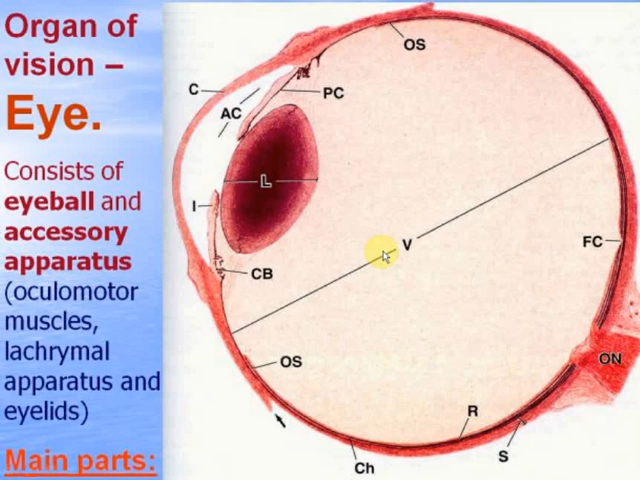 Organ of
vision –
Eye.
Consists of
eyeball and
accessory
apparatus
(oculomotor
muscles,
lachrymal
apparatus and
eyelids)
Main parts:
OS
C
PC
AC
L
I
V
FC
CB
ON
OS
R
S
Ch